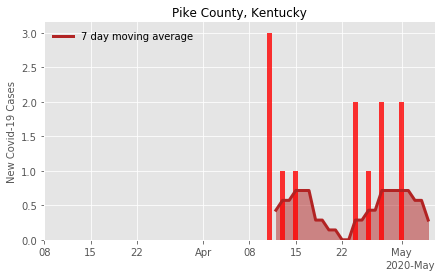 Pike County, Kentucky
7 day moving average
New Covid-19 Cases
3.0
2.5
2.0
1.5
1.0
0.5
0.0
08 15 22 Apr 08 15 22 May
2020-May